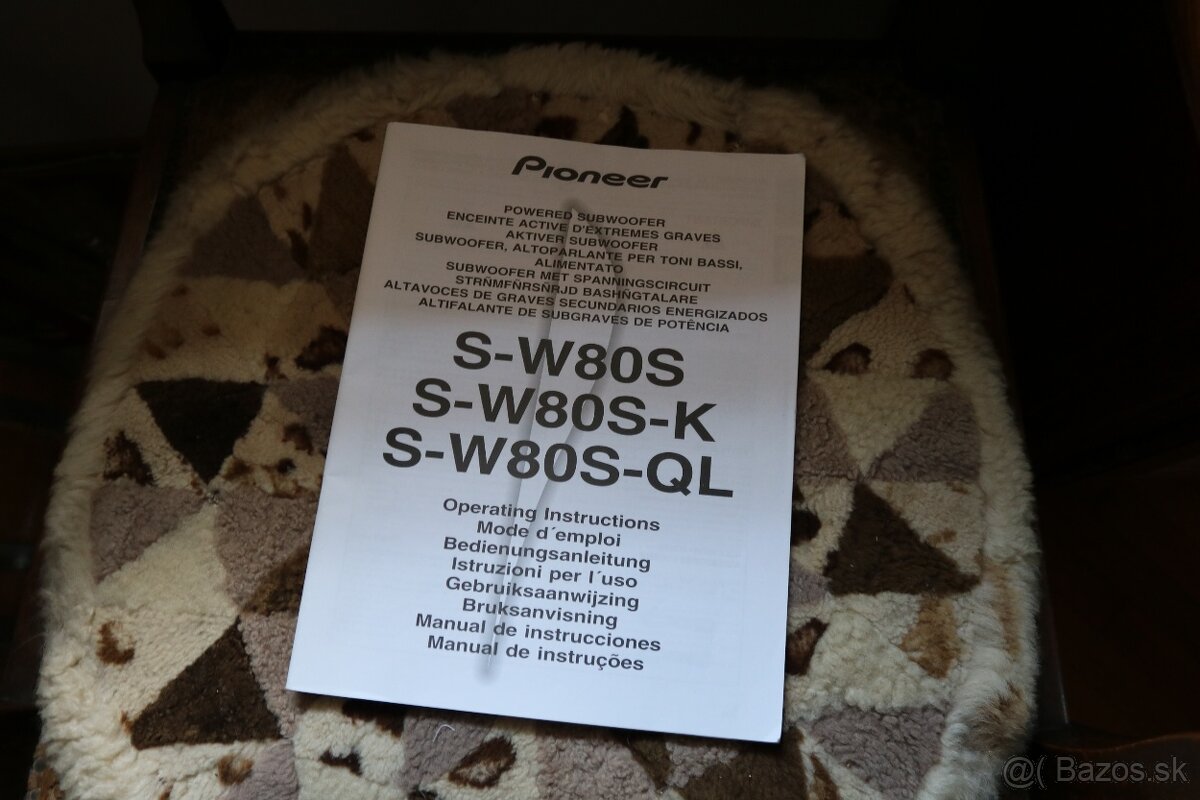 Pioneer
POWERED SUBWOOFER
ENCEINTE ACTIVE D'EXTREMES GRAVES
AKTIVER SUBWOOFER
SUBWOOFER, ALTOPARLANTE PER TONI BASSI,
ALIMENTATO
SUBWOOFER MET SPANNINGSCIRCUIT
STRÑMFÑRSÑRJD BASHÑGTALARE
ALTAVOCES DE GRAVES SECUNDARIOS ENERGIZADOS
ALTIFALANTE DE SUBGRAVES DE POTÊNCIA
S-W80S
S-W80S-K
S-W80S-QL
Operating Instructions
Mode d´emploi
Bedienungsanleitung
Istruzioni per l´uso
Gebruiksaanwijzing
Bruksanvisning
Manual de instrucciones
Manual de instruções
@( Bazos.sk